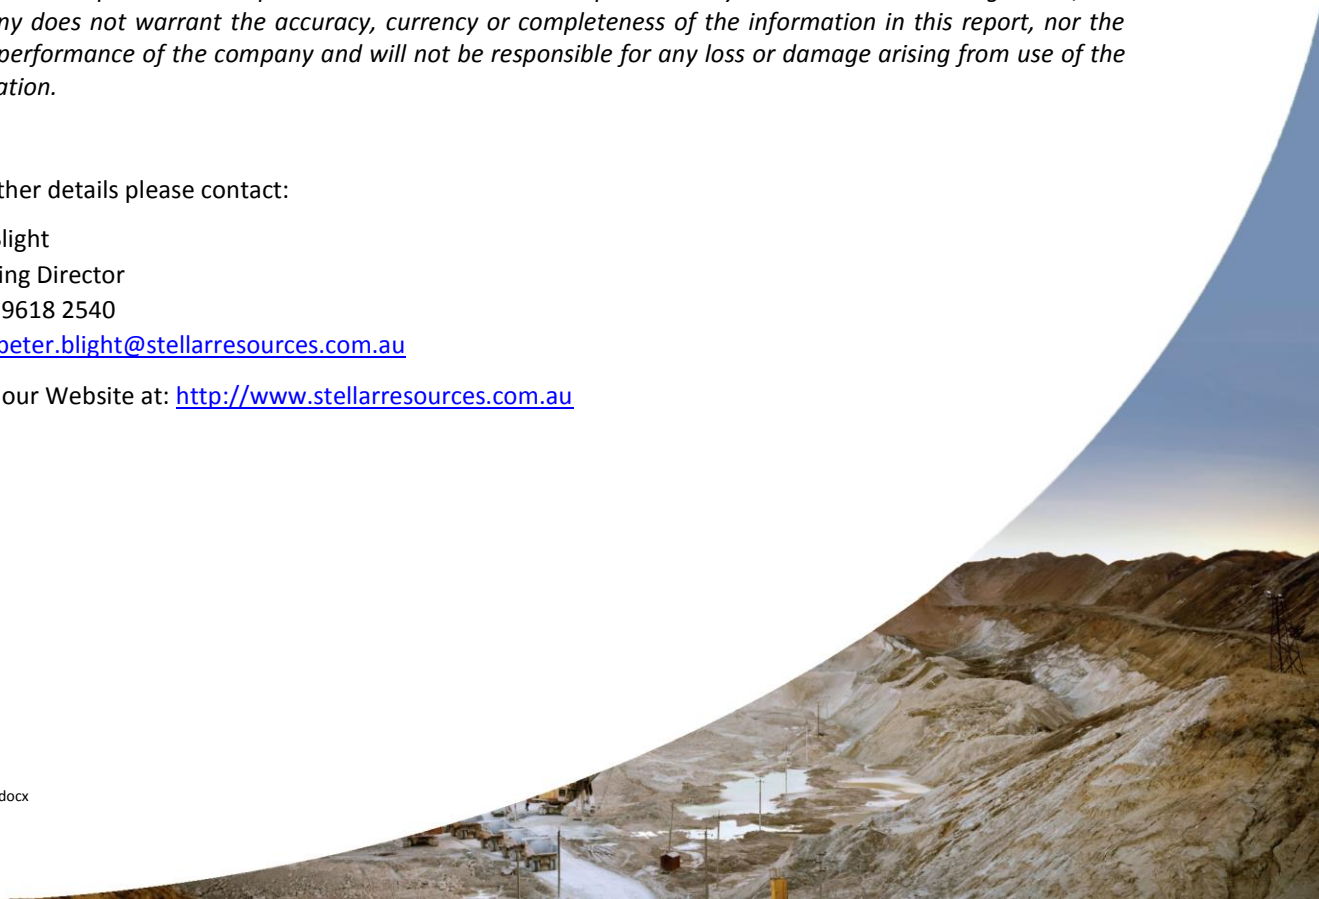 ny does not warrant the accuracy, currency or completeness of the information in this report, nor the
performance of the company and will not be responsible for any loss or damage arising from use of the
ation.
ther details please contact:
light
ing Director
9618 2540
peter.blight@stellarresources.com.au
our Website at: http://www.stellarresources.com.au
docx